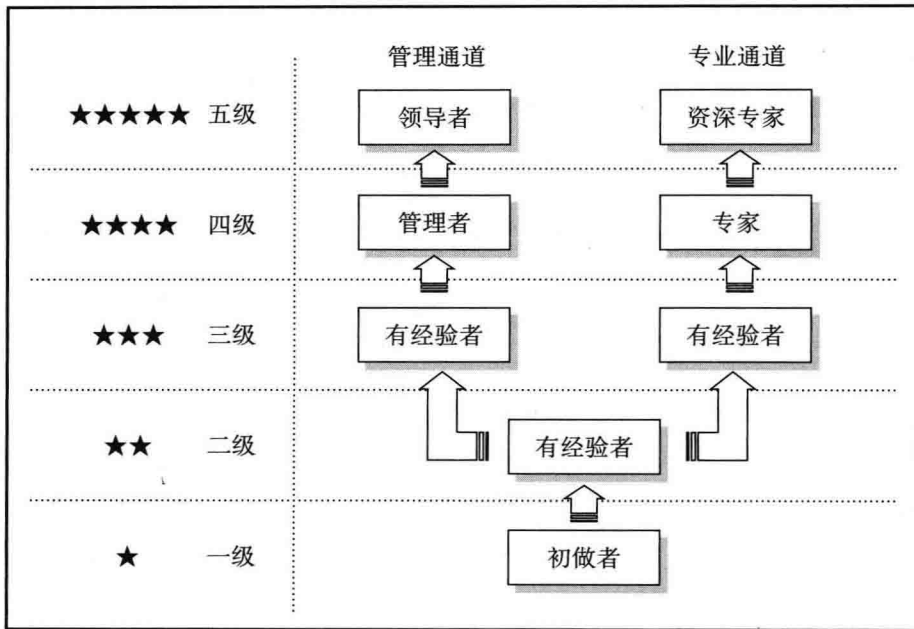 管理通道 专业通道
★★★★★ 五级 领导者 资深专家
★★★★ 四级 管理者 专家
★★★ 三级 有经验者 有经验者
★★ 二级 有经验者
★ 一级 初做者